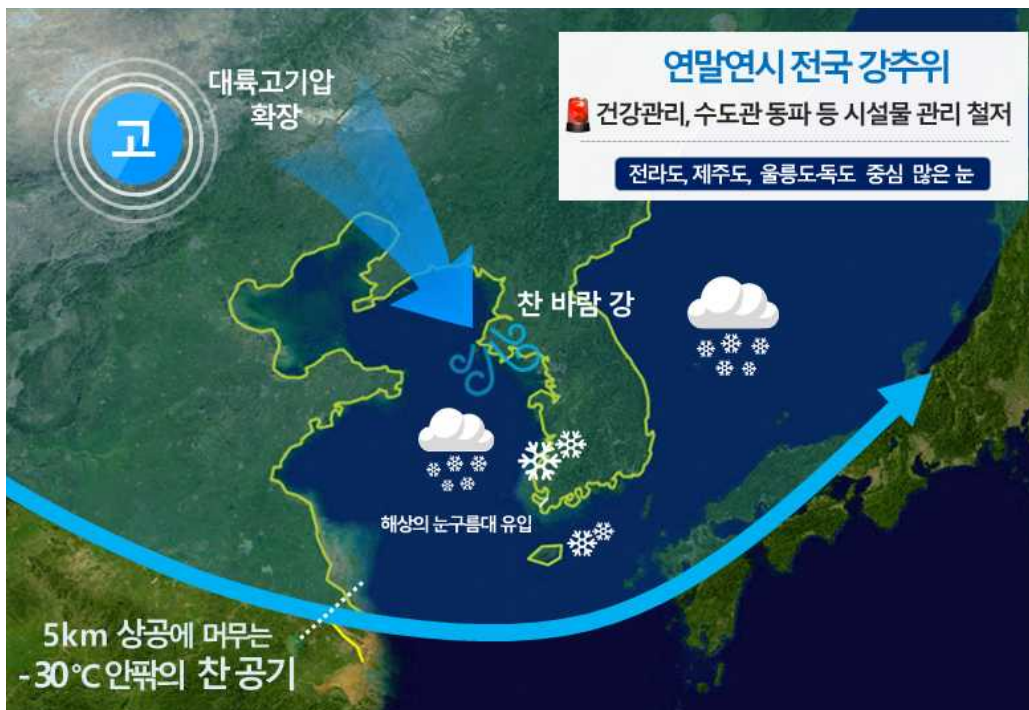 연말연시 전국 강추위
건강관리, 수도관 동파 등 시설물 관리 철저
전라도, 제주도, 울릉도·독도 중심 많은 눈
대륙고기압
확장
고
찬 바람 강
해상의 눈구름대 유입
5km 상공에 머무는
-30℃ 안팎의 찬 공기